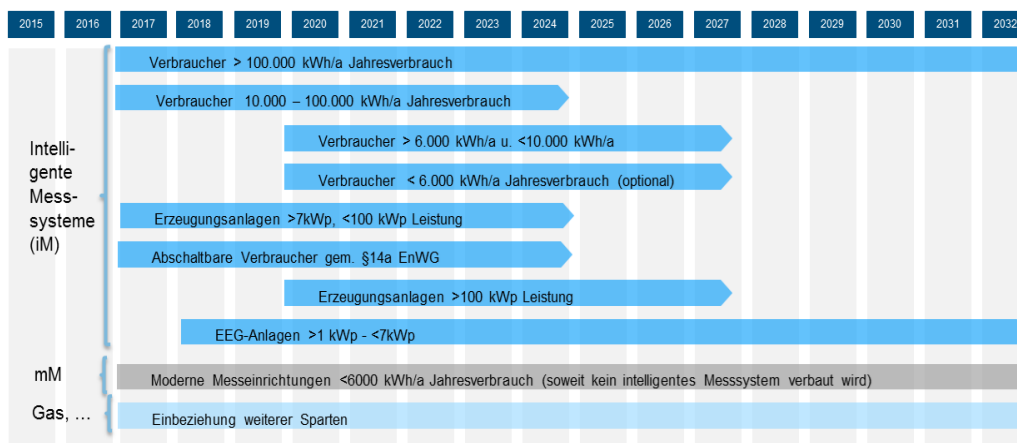 2015 2016 2017 2018 2019 2020 2021 2022 2023 2024 2025 2026 2027 2028 2029 2030 2031 2032
Verbraucher > 100.000 kWh/a Jahresverbrauch
Verbraucher 10.000 – 100.000 kWh/a Jahresverbrauch
Verbraucher > 6.000 kWh/a u. <10.000 kWh/a
Verbraucher < 6.000 kWh/a Jahresverbrauch (optional)
Intelli-
gente
Mess-
systeme
(iM)
Erzeugungsanlagen >7kWp, <100 kWp Leistung
Abschaltbare Verbraucher gem. §14a EnWG
Erzeugungsanlagen >100 kWp Leistung
EEG-Anlagen >1 kWp - <7kWp
mM
Moderne Messeinrichtungen <6000 kWh/a Jahresverbrauch (soweit kein intelligentes Messsystem verbaut wird)
Gas, …
Einbeziehung weiterer Sparten